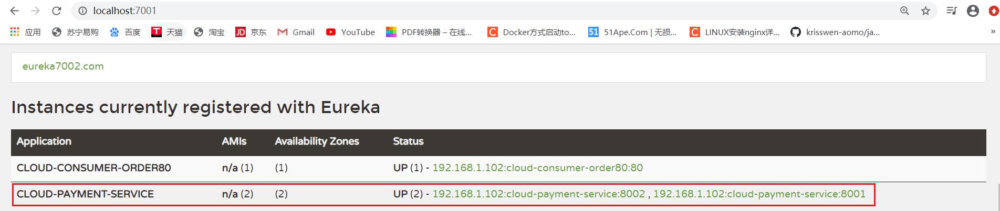 localhost:7001
应用 苏宁易购 百度 天猫 淘宝 京东 Gmail YouTube PDF转换器 – 在线... Docker方式启动to... 51Ape.Com | 无损... LINUX安装nginx详... krisswen-aomo/ja... »
eureka7002.com
Instances currently registered with Eureka
Application AMIs Availability Zones Status
CLOUD-CONSUMER-ORDER80 n/a (1) (1) UP (1) - 192.168.1.102:cloud-consumer-order80:80
CLOUD-PAYMENT-SERVICE n/a (2) (2) UP (2) - 192.168.1.102:cloud-payment-service:8002 , 192.168.1.102:cloud-payment-service:8001